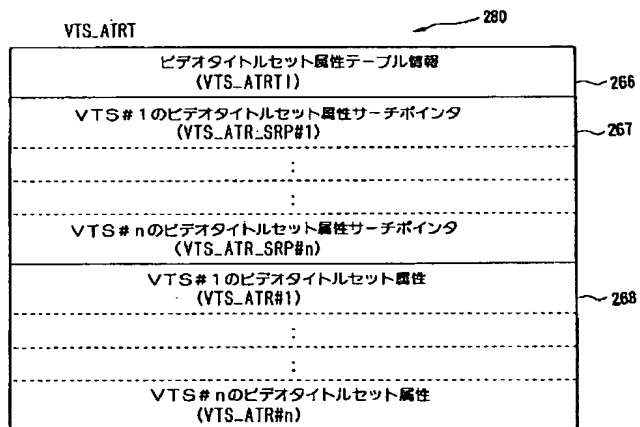 VTS_ATRT
280
ビデオタイトルセット属性テーブル情報
(VTS_ATRTI)
266
VTS#1のビデオタイトルセット属性サーチポインタ
(VTS_ATR_SRP#1)
267
:
:
VTS#nのビデオタイトルセット属性サーチポインタ
(VTS_ATR_SRP#n)
VTS#1のビデオタイトルセット属性
(VTS_ATR#1)
268
:
:
VTS#nのビデオタイトルセット属性
(VTS_ATR#n)